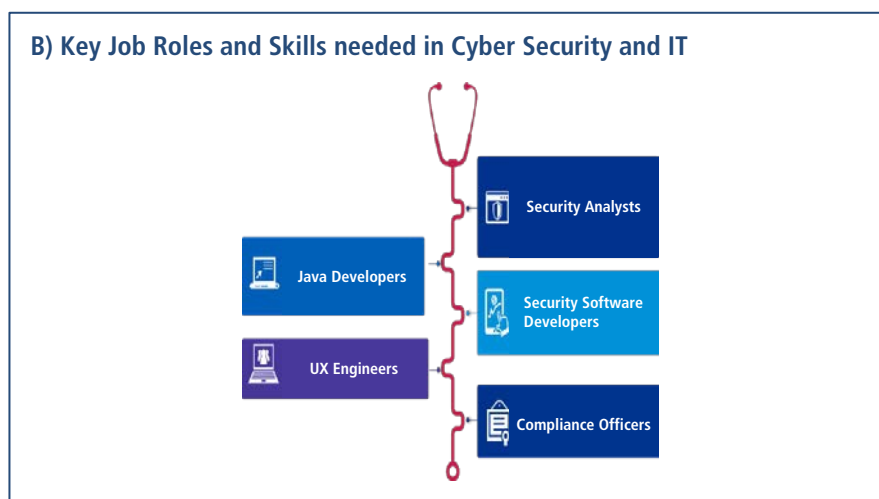 B) Key Job Roles and Skills needed in Cyber Security and IT
Security Analysts
Java Developers
Security Software
Developers
UX Engineers
Compliance Officers